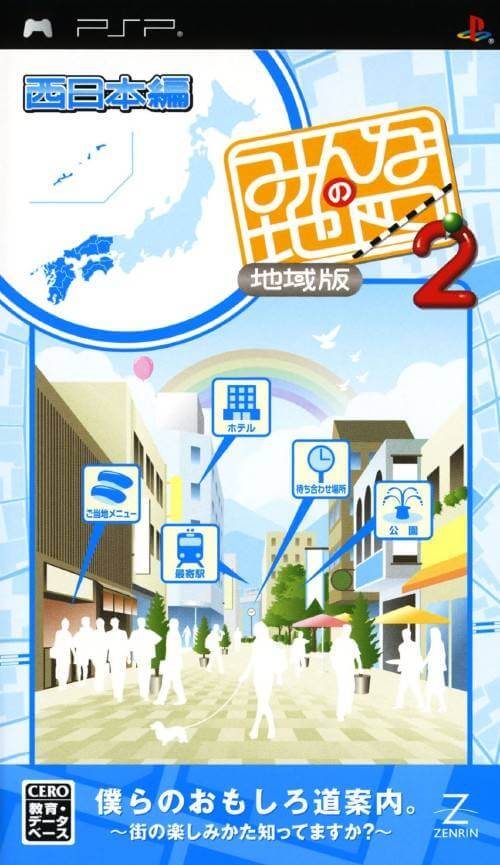 PSP
西日本編
みんなの地図
2
地域版
ホテル
待ち合わせ場所
ご当地メニュー
公園
最寄駅
CERO
教育・データベース
僕らのおもしろ道案内。
～街の楽しみかた知ってますか?～
Z
ZENRIN